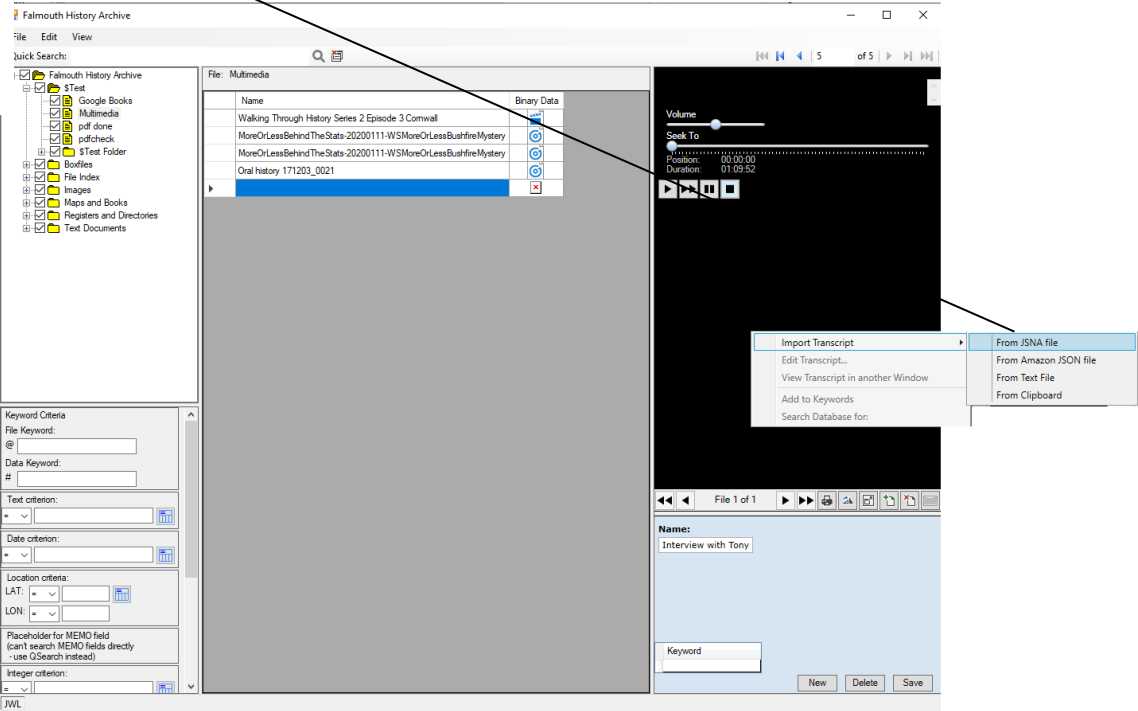 Falmouth History Archive
File Edit View
Quick Search:
5 of 5
Falmouth History Archive
$Test
Google Books
Multimedia
pdf done
pdfcheck
$Test Folder
Boxfiles
File Index
Images
Maps and Books
Registers and Directories
Text Documents
File: Multimedia
Name Binary Data
Walking Through History Series 2 Episode 3 Cornwall
MoreOrLessBehindTheStats-20200111-WSMoreOrLessBushfireMystery
MoreOrLessBehindTheStats-20200111-WSMoreOrLessBushfireMystery
Oral history 171203_0021
Volume
Seek To
Position: 00:00:00
Duration: 01:09:52
Import Transcript
Edit Transcript...
View Transcript in another Window
Add to Keywords
Search Database for:
From JSNA file
From Amazon JSON file
From Text File
From Clipboard
File 1 of 1
Name:
Interview with Tony
Keyword
New Delete Save
Keyword Criteria
File Keyword:
@
Data Keyword:
#
Text criterion:
=
Date criterion:
=
Location criteria:
LAT: =
LON: =
Placeholder for MEMO field
(can't search MEMO fields directly
- use QSearch instead)
Integer criterion:
=
JWL